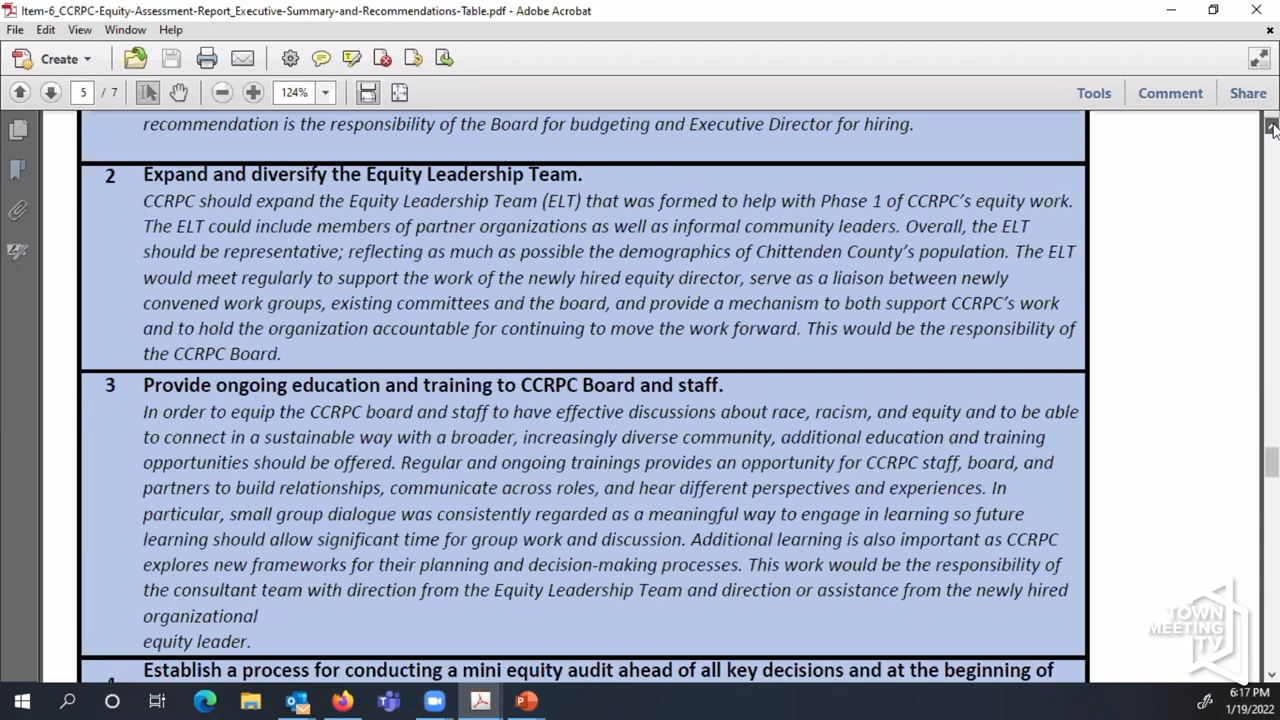 Item-6_CCRPC-Equity-Assessment-Report_Executive-Summary-and-Recommendations-Table.pdf - Adobe Acrobat
File Edit View Window Help
Create
5 / 7 124% Tools Comment Share
recommendation is the responsibility of the Board for budgeting and Executive Director for hiring.
2 Expand and diversify the Equity Leadership Team.
CCRPC should expand the Equity Leadership Team (ELT) that was formed to help with Phase 1 of CCRPC's equity work.
The ELT could include members of partner organizations as well as informal community leaders. Overall, the ELT
should be representative; reflecting as much as possible the demographics of Chittenden County's population. The ELT
would meet regularly to support the work of the newly hired equity director, serve as a liaison between newly
convened work groups, existing committees and the board, and provide a mechanism to both support CCRPC's work
and to hold the organization accountable for continuing to move the work forward. This would be the responsibility of
the CCRPC Board.
3 Provide ongoing education and training to CCRPC Board and staff.
In order to equip the CCRPC board and staff to have effective discussions about race, racism, and equity and to be able
to connect in a sustainable way with a broader, increasingly diverse community, additional education and training
opportunities should be offered. Regular and ongoing trainings provides an opportunity for CCRPC staff, board, and
partners to build relationships, communicate across roles, and hear different perspectives and experiences. In
particular, small group dialogue was consistently regarded as a meaningful way to engage in learning so future
learning should allow significant time for group work and discussion. Additional learning is also important as CCRPC
explores new frameworks for their planning and decision-making processes. This work would be the responsibility of
the consultant team with direction from the Equity Leadership Team and direction or assistance from the newly hired
organizational
equity leader.
4 Establish a process for conducting a mini equity audit ahead of all key decisions and at the beginning of
TOWN
MEETING
TV
6:17 PM
1/19/2022